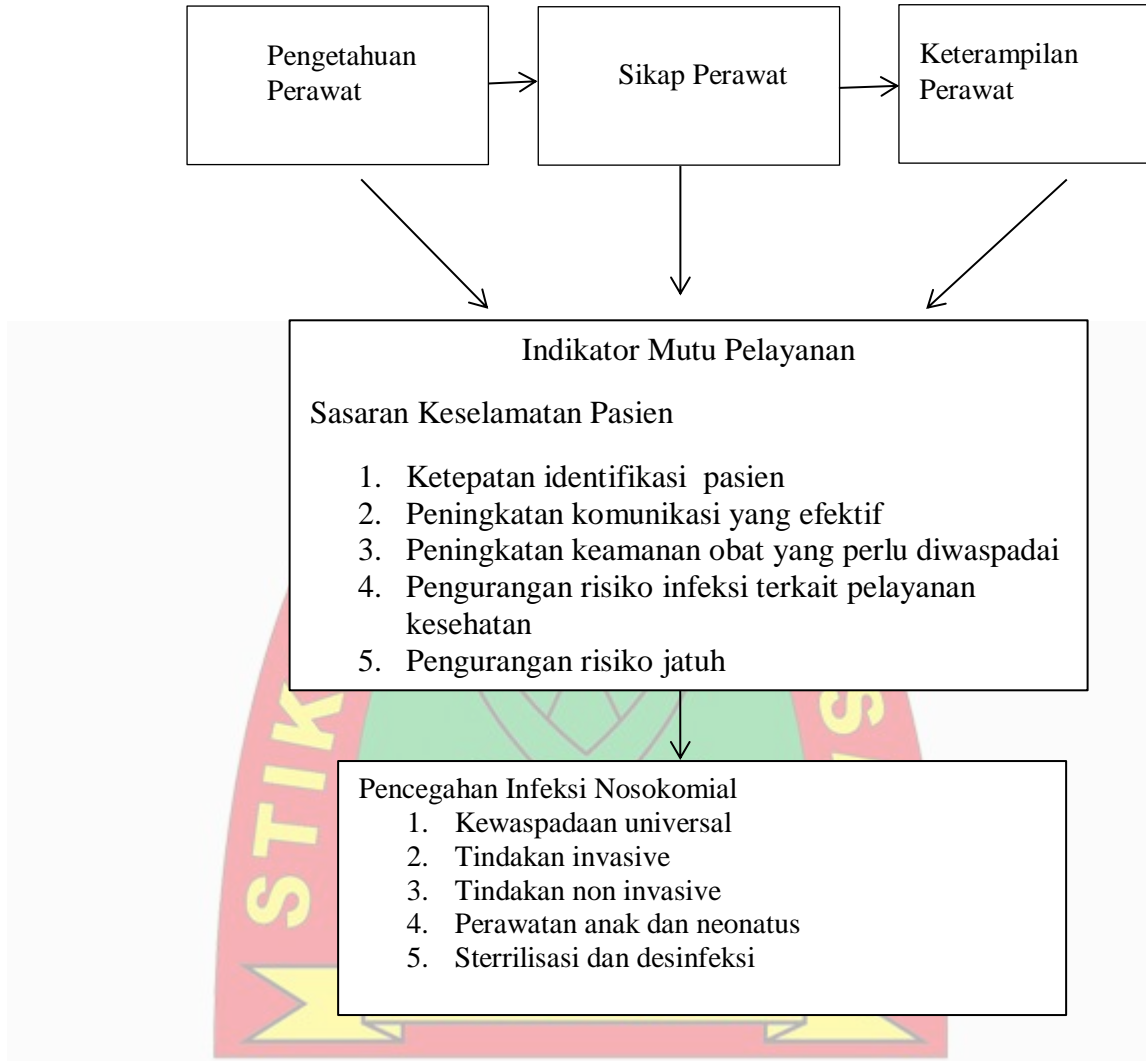 Pengetahuan
Perawat
Sikap Perawat
Keterampilan
Perawat
Indikator Mutu Pelayanan
Sasaran Keselamatan Pasien
1. Ketepatan identifikasi pasien
2. Peningkatan komunikasi yang efektif
3. Peningkatan keamanan obat yang perlu diwaspadai
4. Pengurangan risiko infeksi terkait pelayanan
kesehatan
5. Pengurangan risiko jatuh
Pencegahan Infeksi Nosokomial
1. Kewaspadaan universal
2. Tindakan invasive
3. Tindakan non invasive
4. Perawatan anak dan neonatus
5. Sterrilisasi dan desinfeksi
STIK